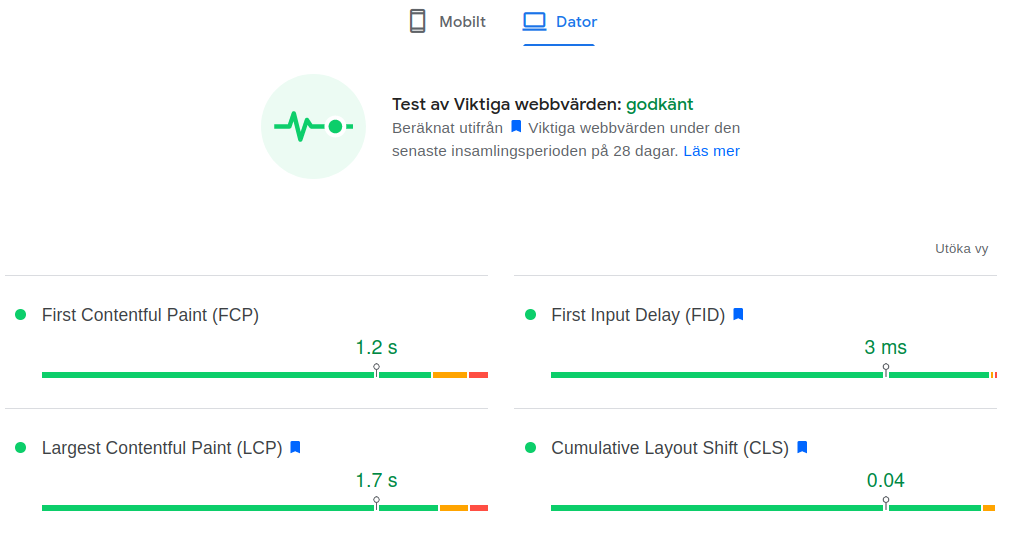 Mobilt
Dator
Test av Viktiga webbvärden: godkänt
Beräknat utifrån Viktiga webbvärden under den
senaste insamlingsperioden på 28 dagar. Läs mer
Utöka vy
First Contentful Paint (FCP)
1.2 s
First Input Delay (FID)
3 ms
Largest Contentful Paint (LCP)
1.7 s
Cumulative Layout Shift (CLS)
0.04